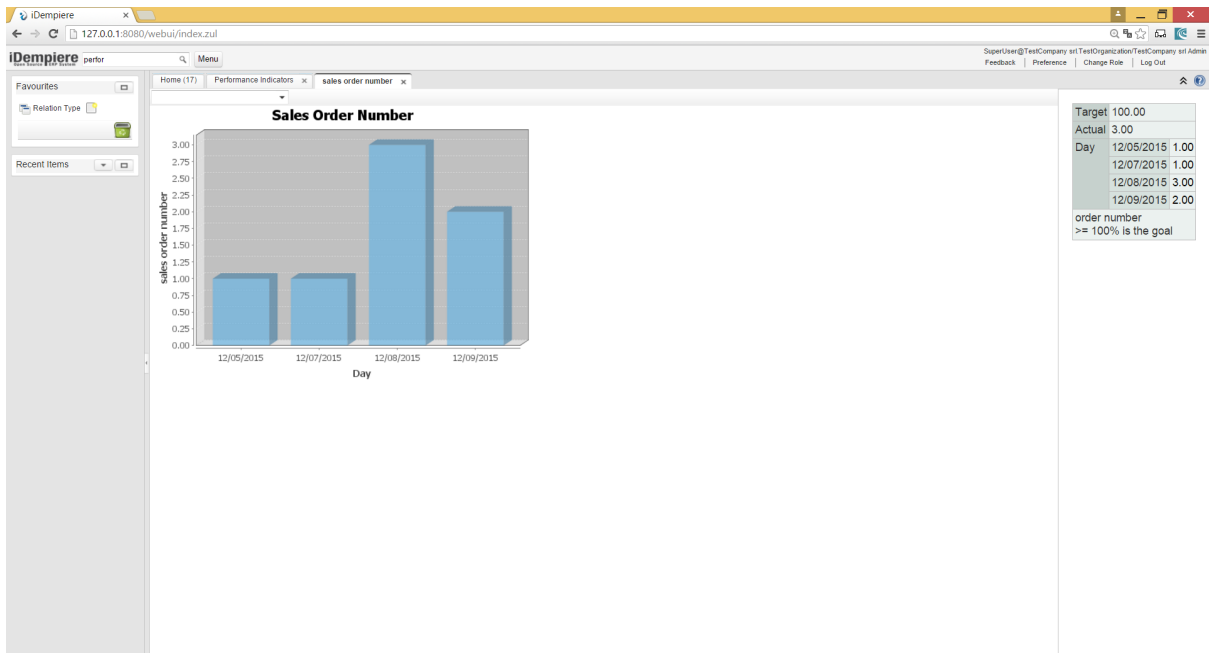 iDempiere
127.0.0.1:8080/webui/index.zul
iDempiere
Open Source ERP System
perfor
Menu
SuperUser@TestCompany srl.TestOrganization/TestCompany srl Admin
Feedback | Preference | Change Role | Log Out
Favourites
Relation Type
Recent Items
Home (17)
Performance Indicators
sales order number
Sales Order Number
sales order number
3.00
2.75
2.50
2.25
2.00
1.75
1.50
1.25
1.00
0.75
0.50
0.25
0.00
12/05/2015 12/07/2015 12/08/2015 12/09/2015
Day
Target 100.00
Actual 3.00
Day 12/05/2015 1.00
12/07/2015 1.00
12/08/2015 3.00
12/09/2015 2.00
order number
>= 100% is the goal